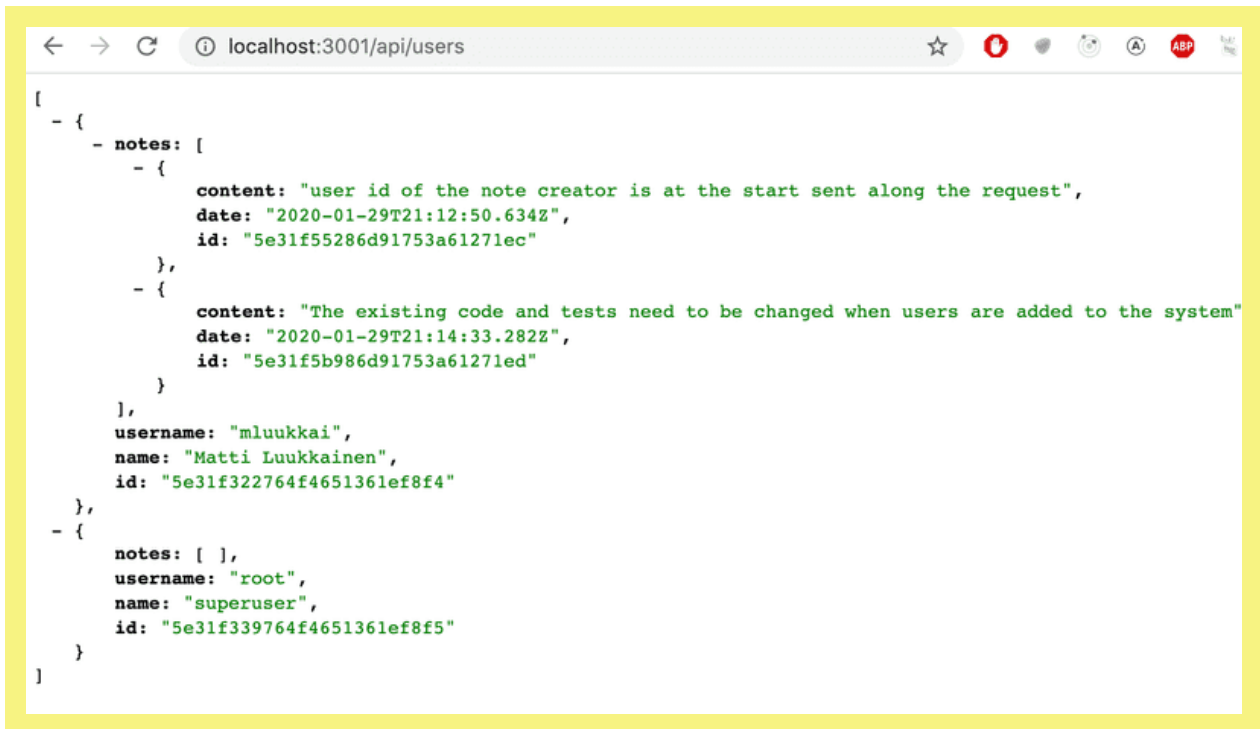 localhost:3001/api/users
ABP
[
- {
- notes: [
- {
content: "user id of the note creator is at the start sent along the request",
date: "2020-01-29T21:12:50.634Z",
id: "5e31f55286d91753a61271ec"
},
- {
content: "The existing code and tests need to be changed when users are added to the system"
date: "2020-01-29T21:14:33.282Z",
id: "5e31f5b986d91753a61271ed"
}
],
username: "mluukkai",
name: "Matti Luukkainen",
id: "5e31f322764f4651361ef8f4"
},
- {
notes: [ ],
username: "root",
name: "superuser",
id: "5e31f339764f4651361ef8f5"
}
]